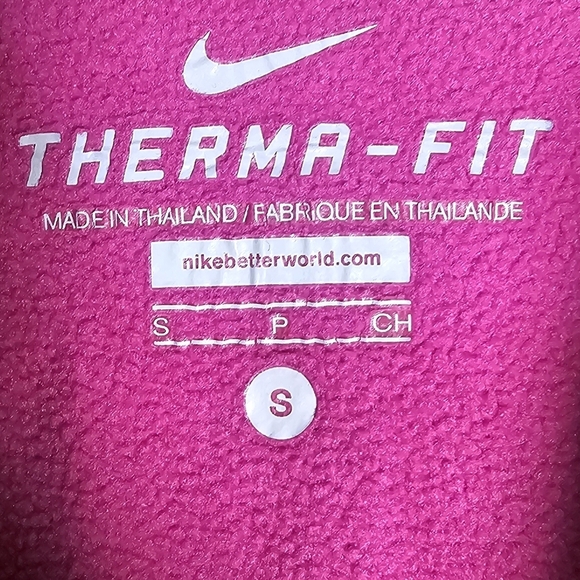 THERMA-FIT
MADE IN THAILAND / FABRIQUE EN THAILANDE
nikebetterworld.com
S P CH
S